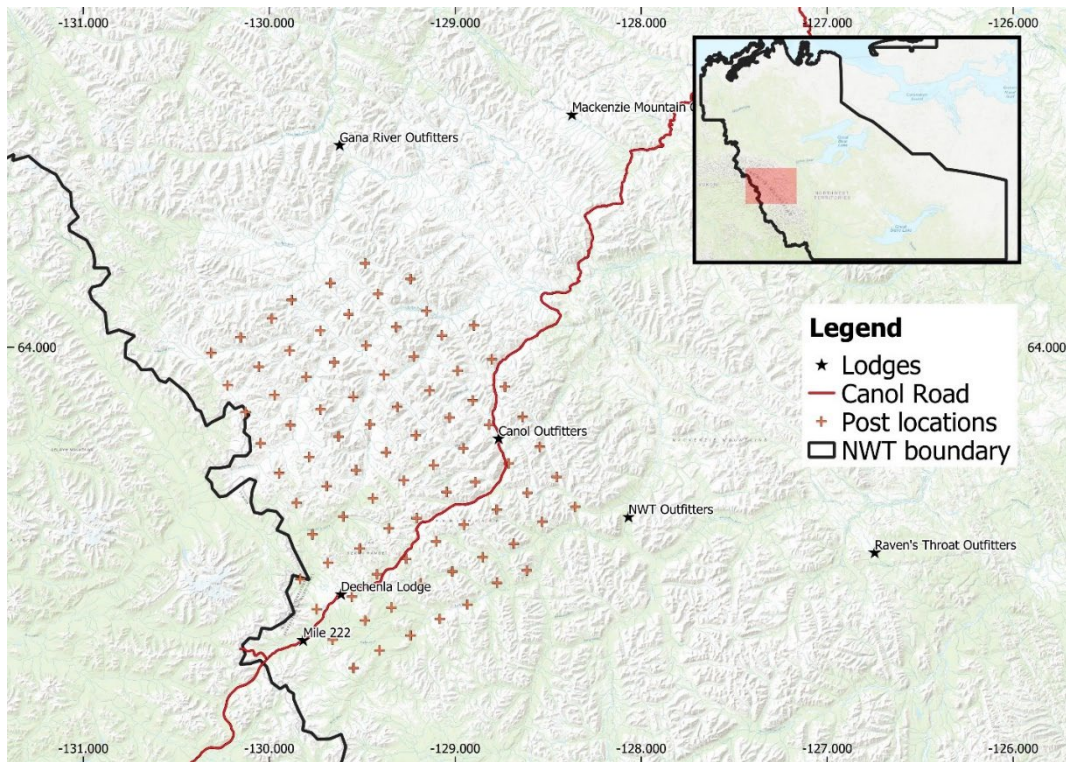 -131.000 -130.000 -129.000 -128.000 -127.000 -126.000
Mackenzie Mountain
Gana River Outfitters
NORTHWEST
TERRITORIES
64.000 64.000
Legend
Lodges
Canol Road
Post locations
NWT boundary
Canol Outfitters
NWT Outfitters
Raven's Throat Outfitters
Dechenla Lodge
Mile 222
-131.000 -130.000 -129.000 -128.000 -127.000 -126.000